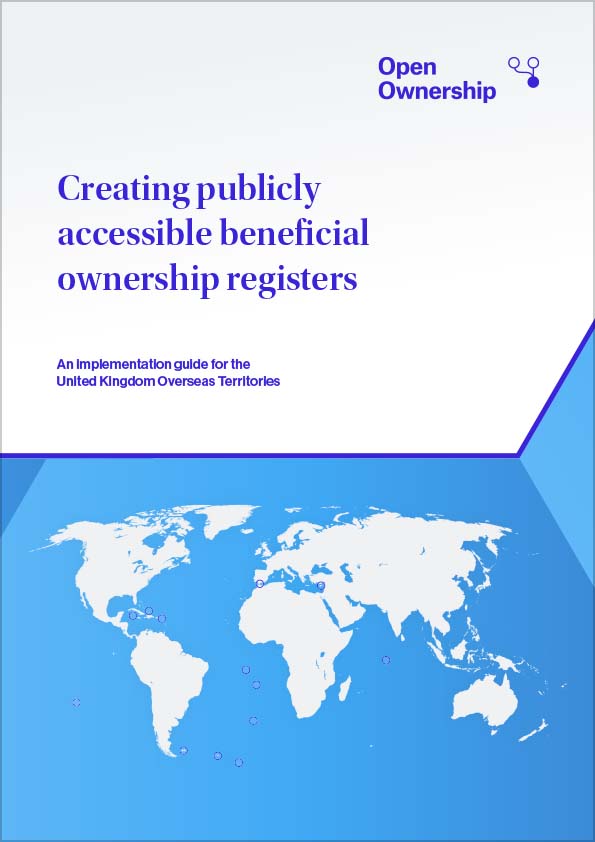 Open
Ownership
Creating publicly
accessible beneficial
ownership registers
An implementation guide for the
United Kingdom Overseas Territories